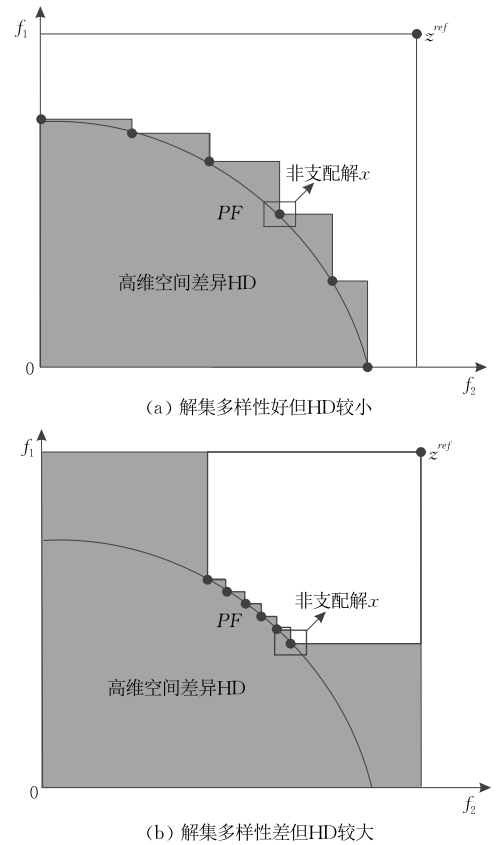 f₁
z^ref
非支配解x
PF
高维空间差异HD
0
f₂
（a）解集多样性好但HD较小
f₁
z^ref
非支配解x
PF
高维空间差异HD
0
f₂
（b）解集多样性差但HD较大